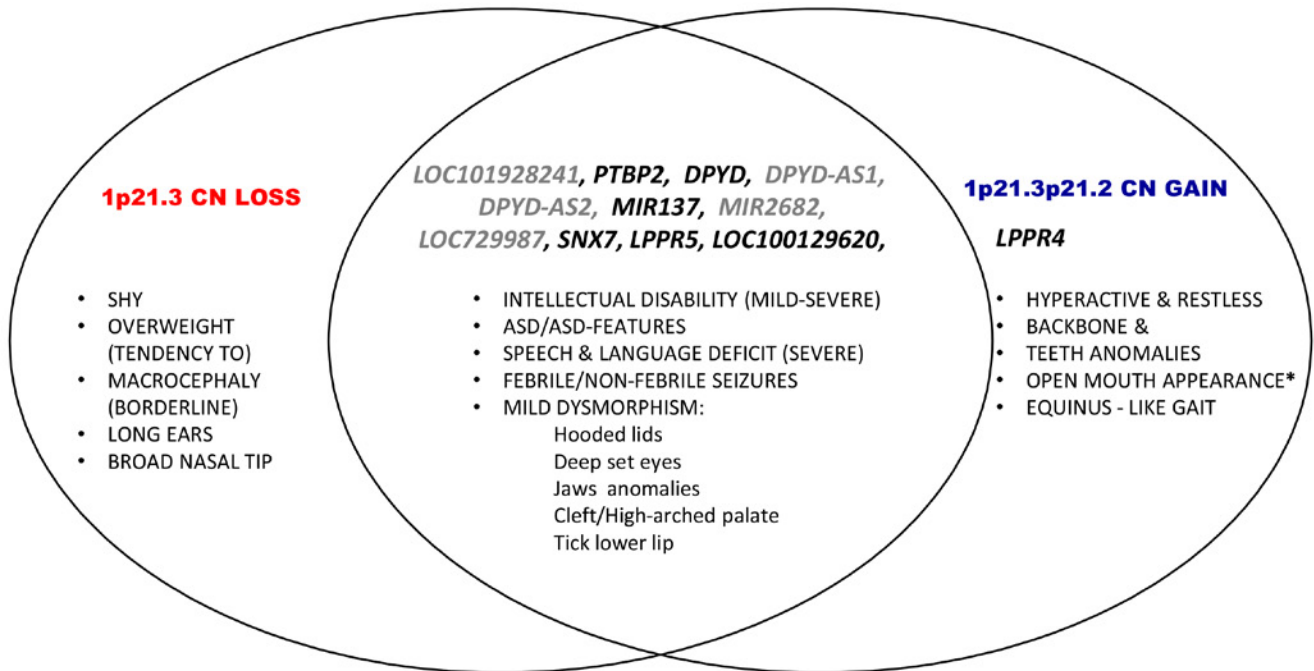 1p21.3 CN LOSS
• SHY
• OVERWEIGHT
(TENDENCY TO)
• MACROCEPHALY
(BORDERLINE)
• LONG EARS
• BROAD NASAL TIP
LOC101928241, PTBP2, DPYD, DPYD-AS1,
DPYD-AS2, MIR137, MIR2682,
LOC729987, SNX7, LPPR5, LOC100129620,
• INTELLECTUAL DISABILITY (MILD-SEVERE)
• ASD/ASD-FEATURES
• SPEECH & LANGUAGE DEFICIT (SEVERE)
• FEBRILE/NON-FEBRILE SEIZURES
• MILD DYSMORPHISM:
Hooded lids
Deep set eyes
Jaws anomalies
Cleft/High-arched palate
Tick lower lip
1p21.3p21.2 CN GAIN
LPPR4
• HYPERACTIVE & RESTLESS
• BACKBONE &
• TEETH ANOMALIES
• OPEN MOUTH APPEARANCE*
• EQUINUS - LIKE GAIT